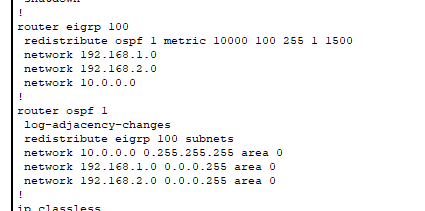 shutdown
!
router eigrp 100
redistribute ospf 1 metric 10000 100 255 1 1500
network 192.168.1.0
network 192.168.2.0
network 10.0.0.0
!
router ospf 1
log-adjacency-changes
redistribute eigrp 100 subnets
network 10.0.0.0 0.255.255.255 area 0
network 192.168.1.0 0.0.0.255 area 0
network 192.168.2.0 0.0.0.255 area 0
!
ip classless